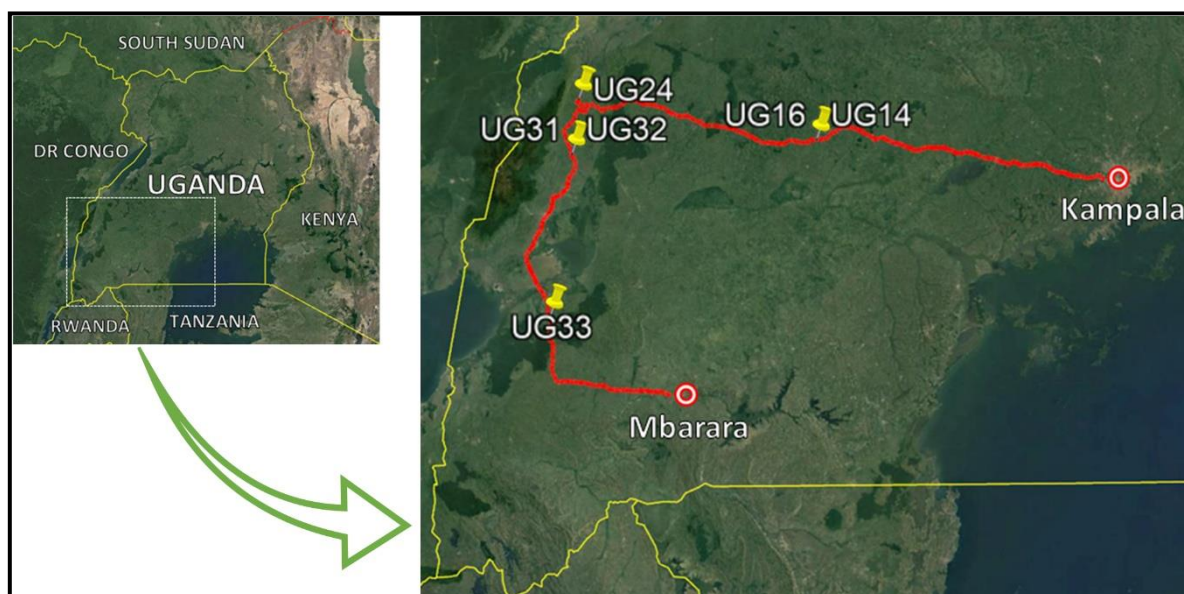 SOUTH SUDAN
DR CONGO
UGANDA
KENYA
RWANDA
TANZANIA
UG24
UG31
UG32
UG16
UG14
Kampala
UG33
Mbarara